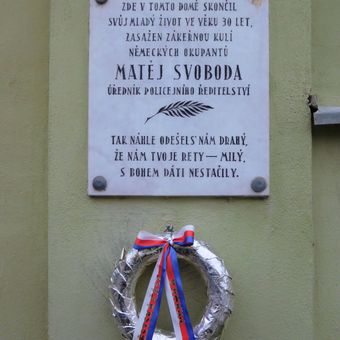 ZDE V TOMTO DOMĚ SKONČIL
SVŮJ MLADÝ ŽIVOT VE VĚKU 30 LET,
ZASAŽEN ZÁKEŘNOU KULÍ
NĚMECKÝCH OKUPANTŮ
MATĚJ SVOBODA
ÚŘEDNÍK POLICEJNÍHO ŘEDITELSTVÍ
TAK NÁHLE ODEŠELS NÁM DRAHÝ,
ŽE NÁM TVOJE RETY — MILÝ,
S BOHEM DÁTI NESTAČILY.